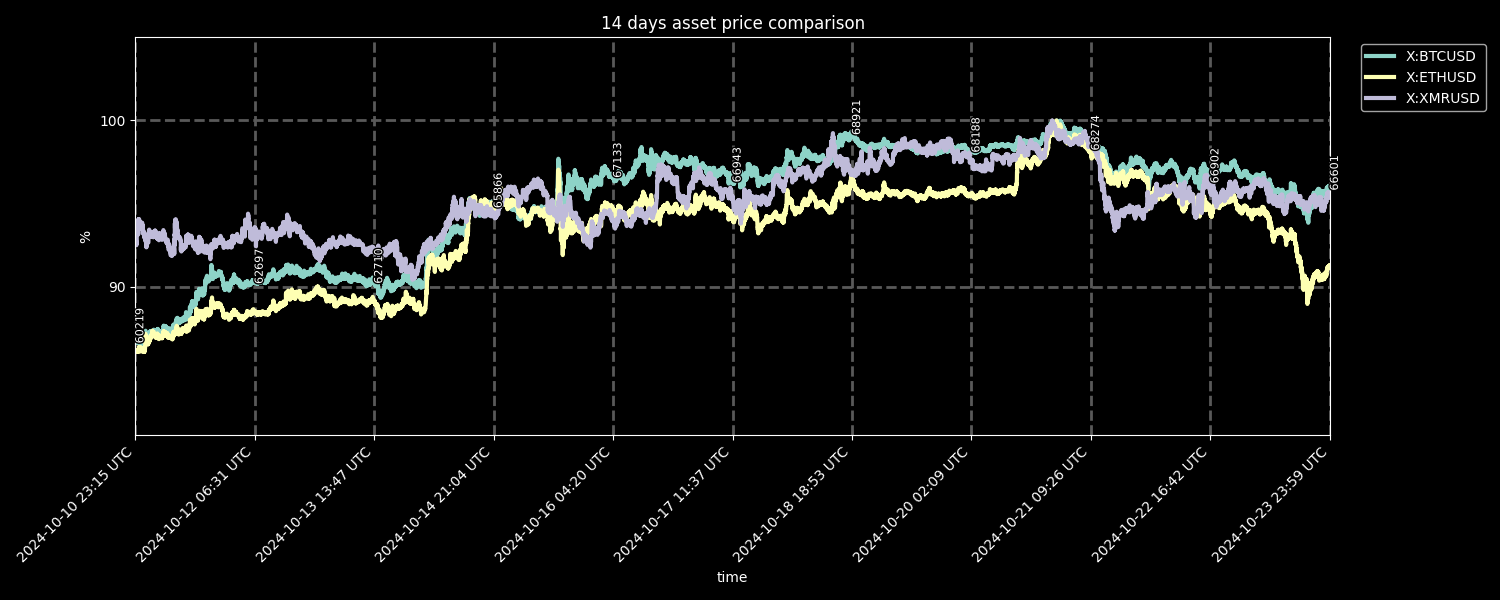 14 days asset price comparison
X:BTCUSD
X:ETHUSD
X:XMRUSD
100
90
%
60219
62697
62710
65866
67133
66943
68921
68188
68274
66902
66601
2024-10-10 23:15 UTC
2024-10-12 06:31 UTC
2024-10-13 13:47 UTC
2024-10-14 21:04 UTC
2024-10-16 04:20 UTC
2024-10-17 11:37 UTC
2024-10-18 18:53 UTC
2024-10-20 02:09 UTC
2024-10-21 09:26 UTC
2024-10-22 16:42 UTC
2024-10-23 23:59 UTC
time